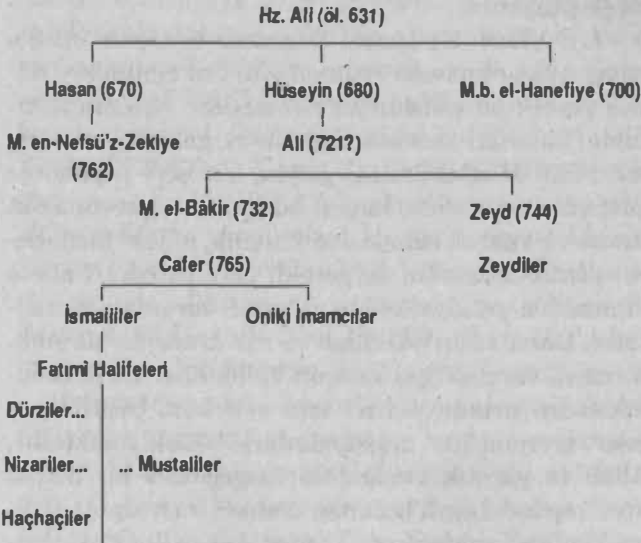 Hz. Ali (öl. 631)
Hasan (670) Hüseyin (680) M.b. el-Hanefiye (700)
M. en-Nefsü'z-Zekiye Ali (721?)
(762)
M. el-Bâkir (732) Zeyd (744)
Cafer (765) Zeydiler
İsmaililer Oniki İmamcılar
Fatımi Halifeleri
Dürziler...
Nizariler... ... Mustaliler
Haçhaçiler